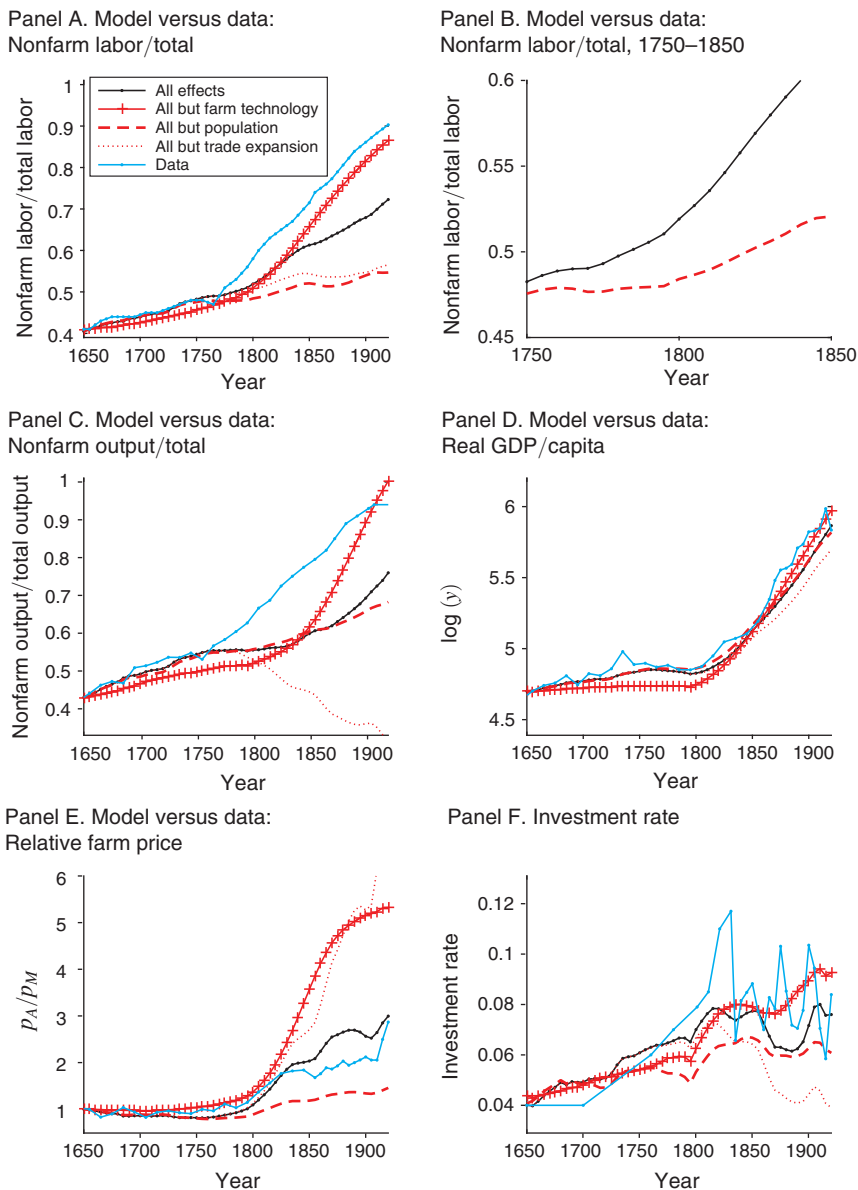 Panel A. Model versus data:
Nonfarm labor/total
Nonfarm labor/total labor
1
0.9
0.8
0.7
0.6
0.5
0.4
All effects
All but farm technology
All but population
All but trade expansion
Data
1650 1700 1750 1800 1850 1900
Year
Panel B. Model versus data:
Nonfarm labor/total, 1750–1850
Nonfarm labor/total labor
0.6
0.55
0.5
0.45
1750 1800 1850
Year
Panel C. Model versus data:
Nonfarm output/total
Nonfarm output/total output
1
0.9
0.8
0.7
0.6
0.5
0.4
1650 1700 1750 1800 1850 1900
Year
Panel D. Model versus data:
Real GDP/capita
log (y)
6
5.5
5
4.5
1650 1700 1750 1800 1850 1900
Year
Panel E. Model versus data:
Relative farm price
pA/pM
6
5
4
3
2
1
1650 1700 1750 1800 1850 1900
Year
Panel F. Investment rate
Investment rate
0.12
0.1
0.08
0.06
0.04
1650 1700 1750 1800 1850 1900
Year